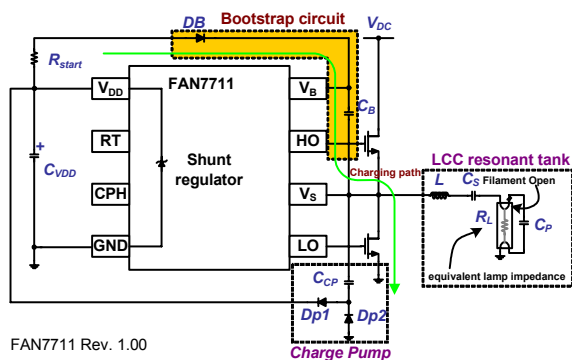 Bootstrap circuit
DB
VDC
Rstart
FAN7711
VDD
VB
CB
RT
HO
Shunt regulator
CVDD
CPH
VS
Charging path
LCC resonant tank
L
CS
Filament Open
RL
CP
equivalent lamp impedance
GND
LO
CCP
Dp1
Dp2
Charge Pump
+
FAN7711 Rev. 1.00